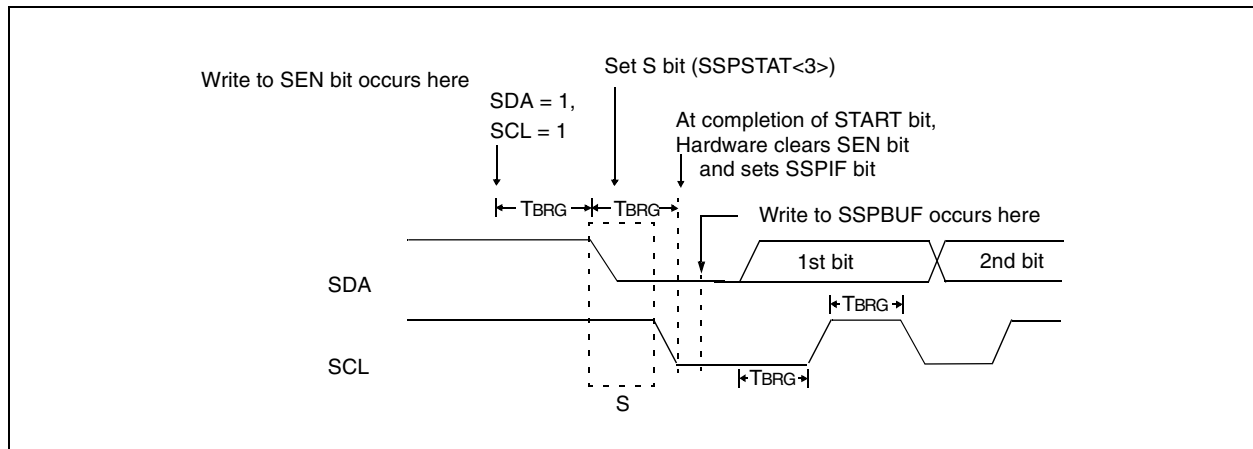 Write to SEN bit occurs here
Set S bit (SSPSTAT<3>)
SDA = 1,
SCL = 1
At completion of START bit,
Hardware clears SEN bit
and sets SSPIF bit
TBRG
TBRG
Write to SSPBUF occurs here
SDA
1st bit
2nd bit
TBRG
SCL
TBRG
S